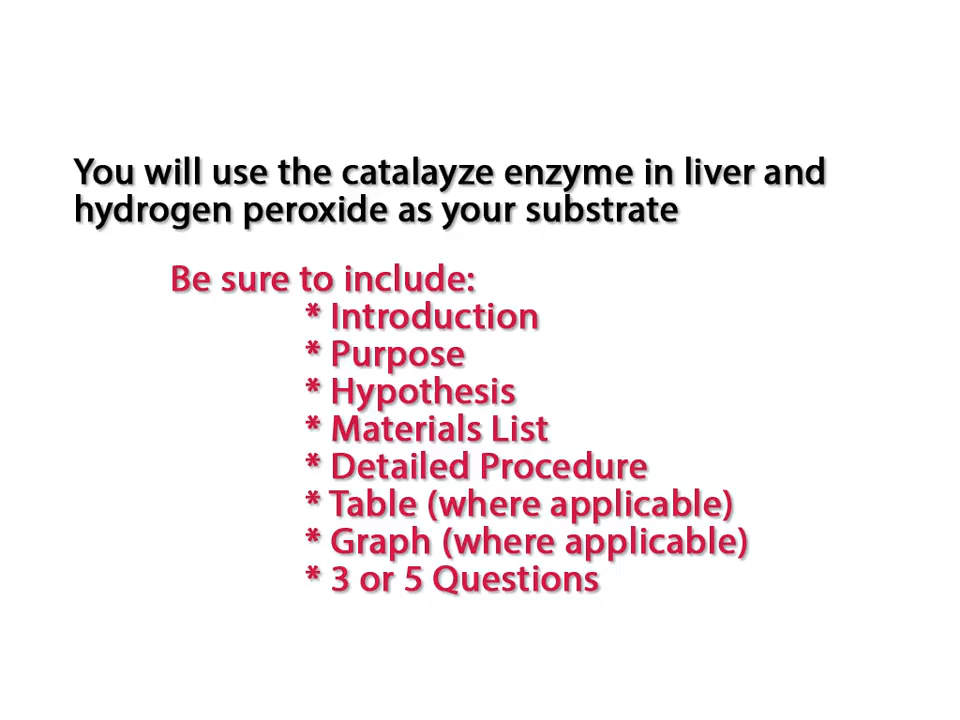 You will use the catalayze enzyme in liver and
hydrogen peroxide as your substrate
Be sure to include:
* Introduction
* Purpose
* Hypothesis
* Materials List
* Detailed Procedure
* Table (where applicable)
* Graph (where applicable)
* 3 or 5 Questions